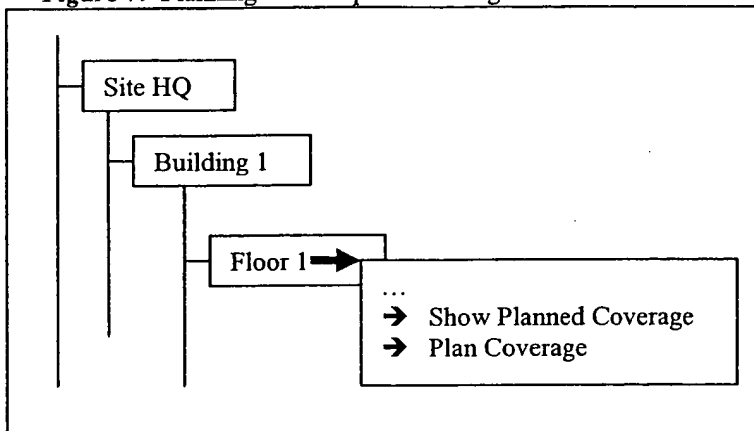 Site HQ
Building 1
Floor 1
...
→ Show Planned Coverage
→ Plan Coverage